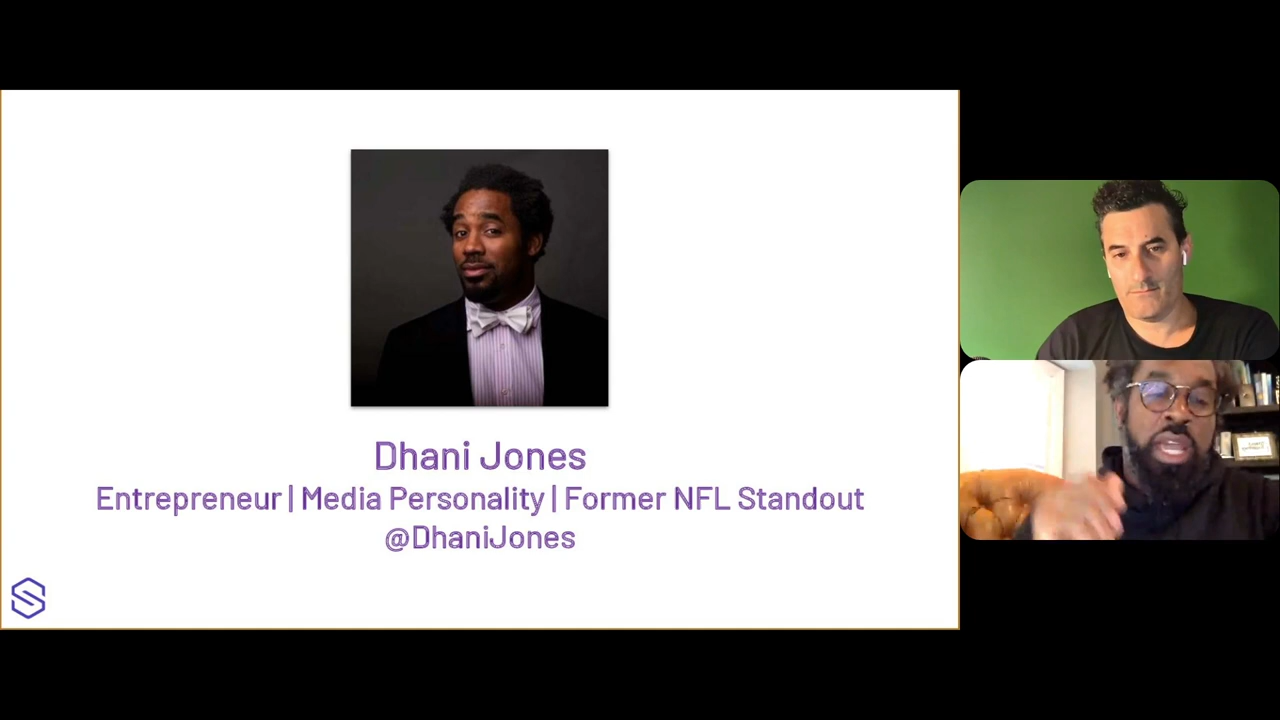 Dhani Jones
Entrepreneur | Media Personality | Former NFL Standout
@DhaniJones